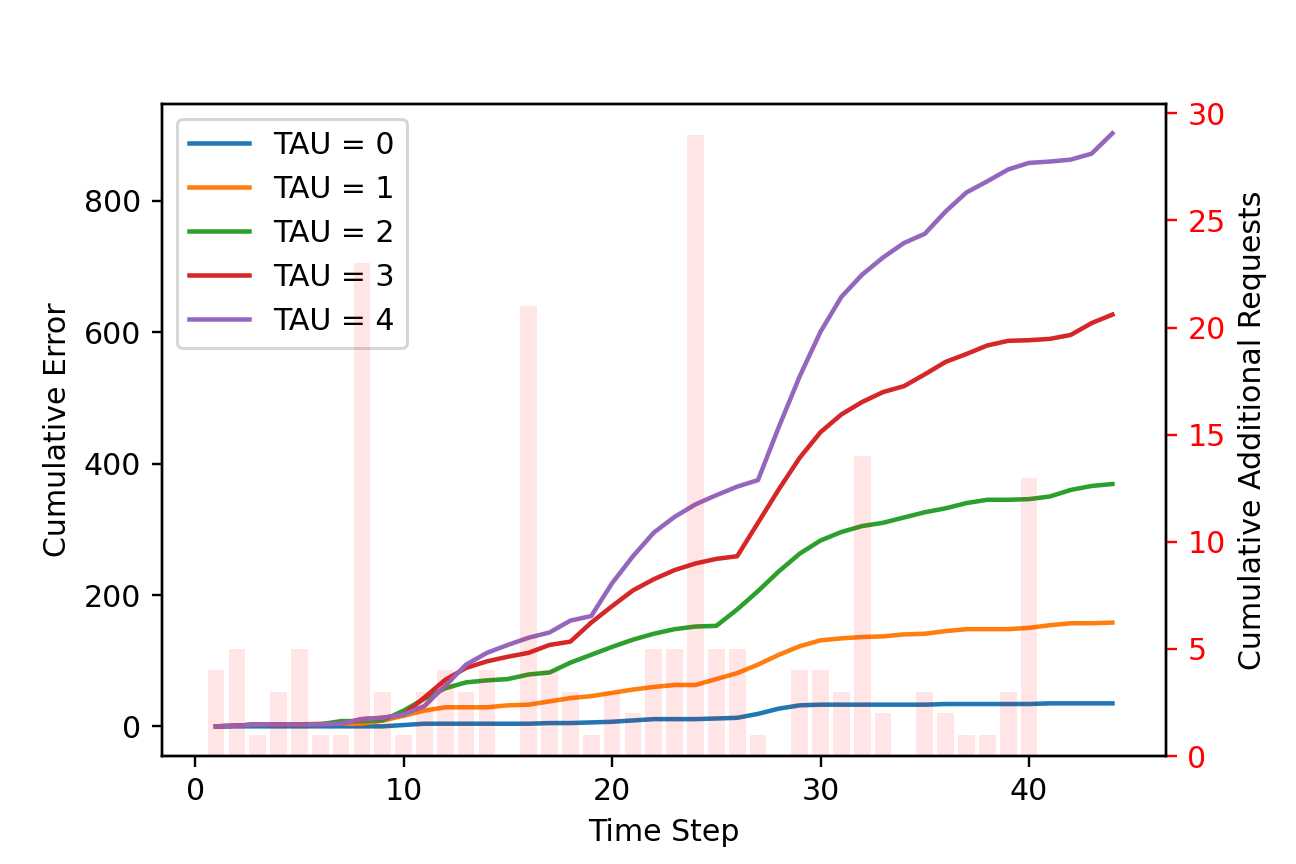 TAU = 0
TAU = 1
TAU = 2
TAU = 3
TAU = 4
Cumulative Error
800
600
400
200
0
30
25
20
15
10
5
0
Cumulative Additional Requests
0 10 20 30 40
Time Step